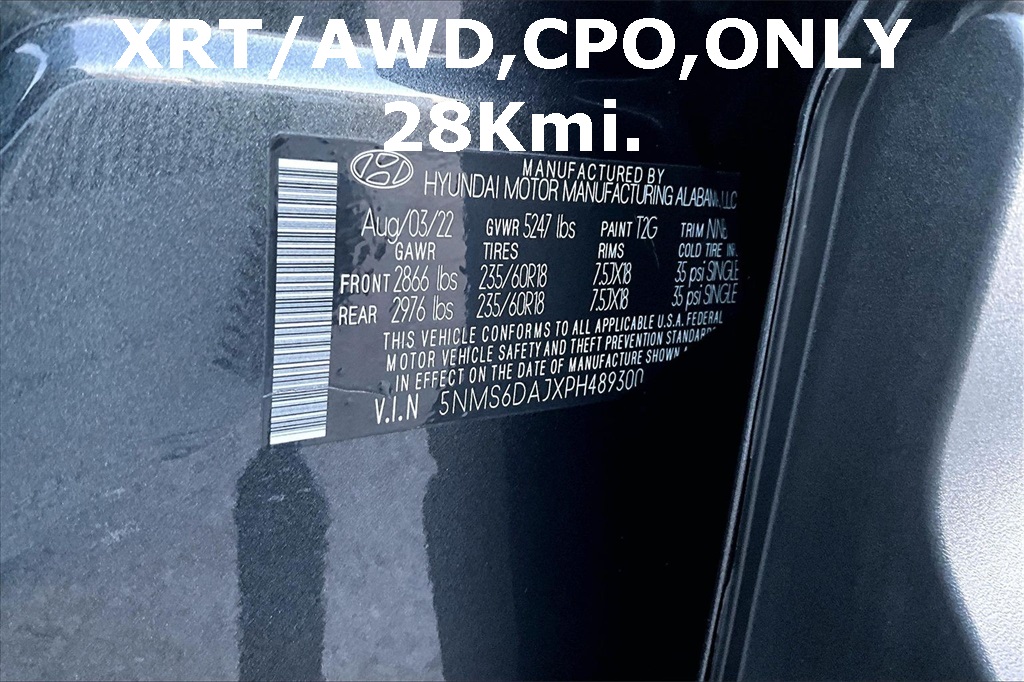 XRT/AWD,CPO,ONLY
28Kmi.
MANUFACTURED BY
HYUNDAI MOTOR MANUFACTURING ALABAMA, LLC
Aug/03/22 GVWR 5247 lbs PAINT T2G TRIM
GAWR TIRES RIMS COLD TIRE
FRONT 2866 lbs 235/60R18 7.5JX18 35 psi SINGLE
REAR 2976 lbs 235/60R18 7.5JX18 35 psi SINGLE
THIS VEHICLE CONFORMS TO ALL APPLICABLE U.S.A. FEDERAL
MOTOR VEHICLE SAFETY AND THEFT PREVENTION STANDARD
IN EFFECT ON THE DATE OF MANUFACTURE SHOWN
V.I.N 5NMS6DAJXPH489300